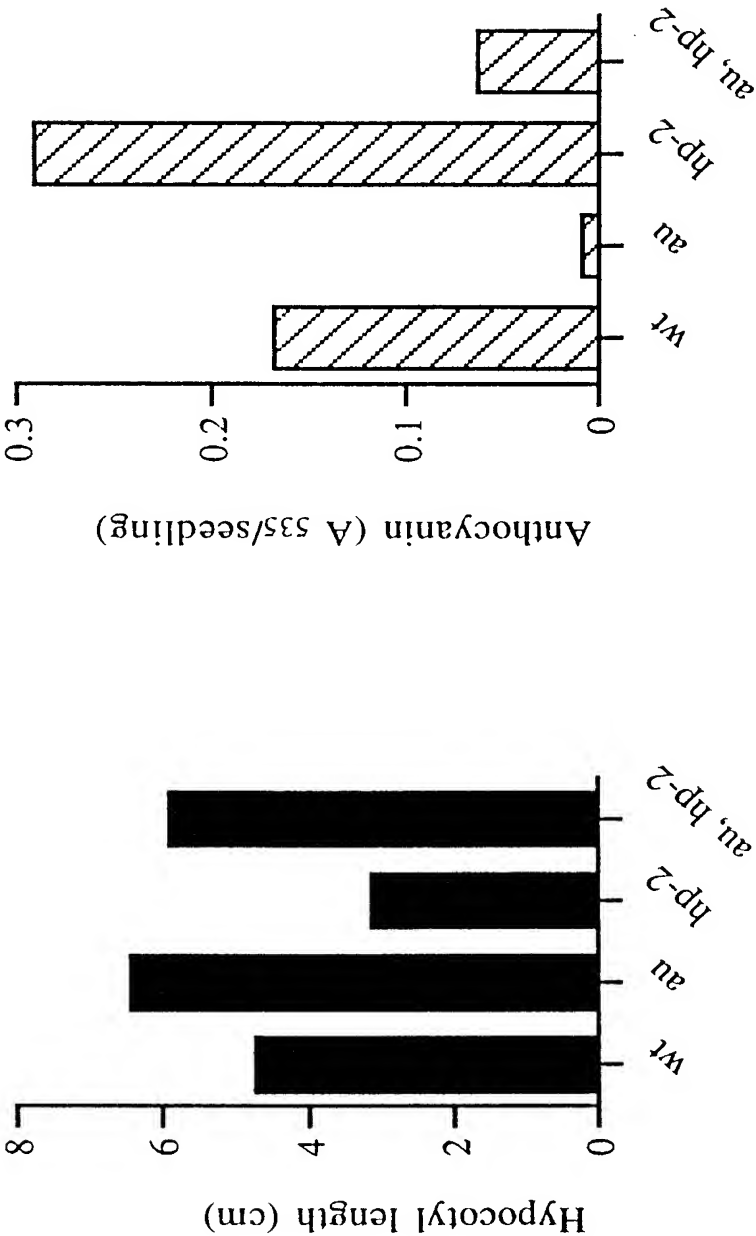 Hypocotyl length (cm)
8
6
4
2
0
wt
au
hp-2
au, hp-2
Anthocyanin (A 535/seedling)
0.3
0.2
0.1
0
wt
au
hp-2
au, hp-2